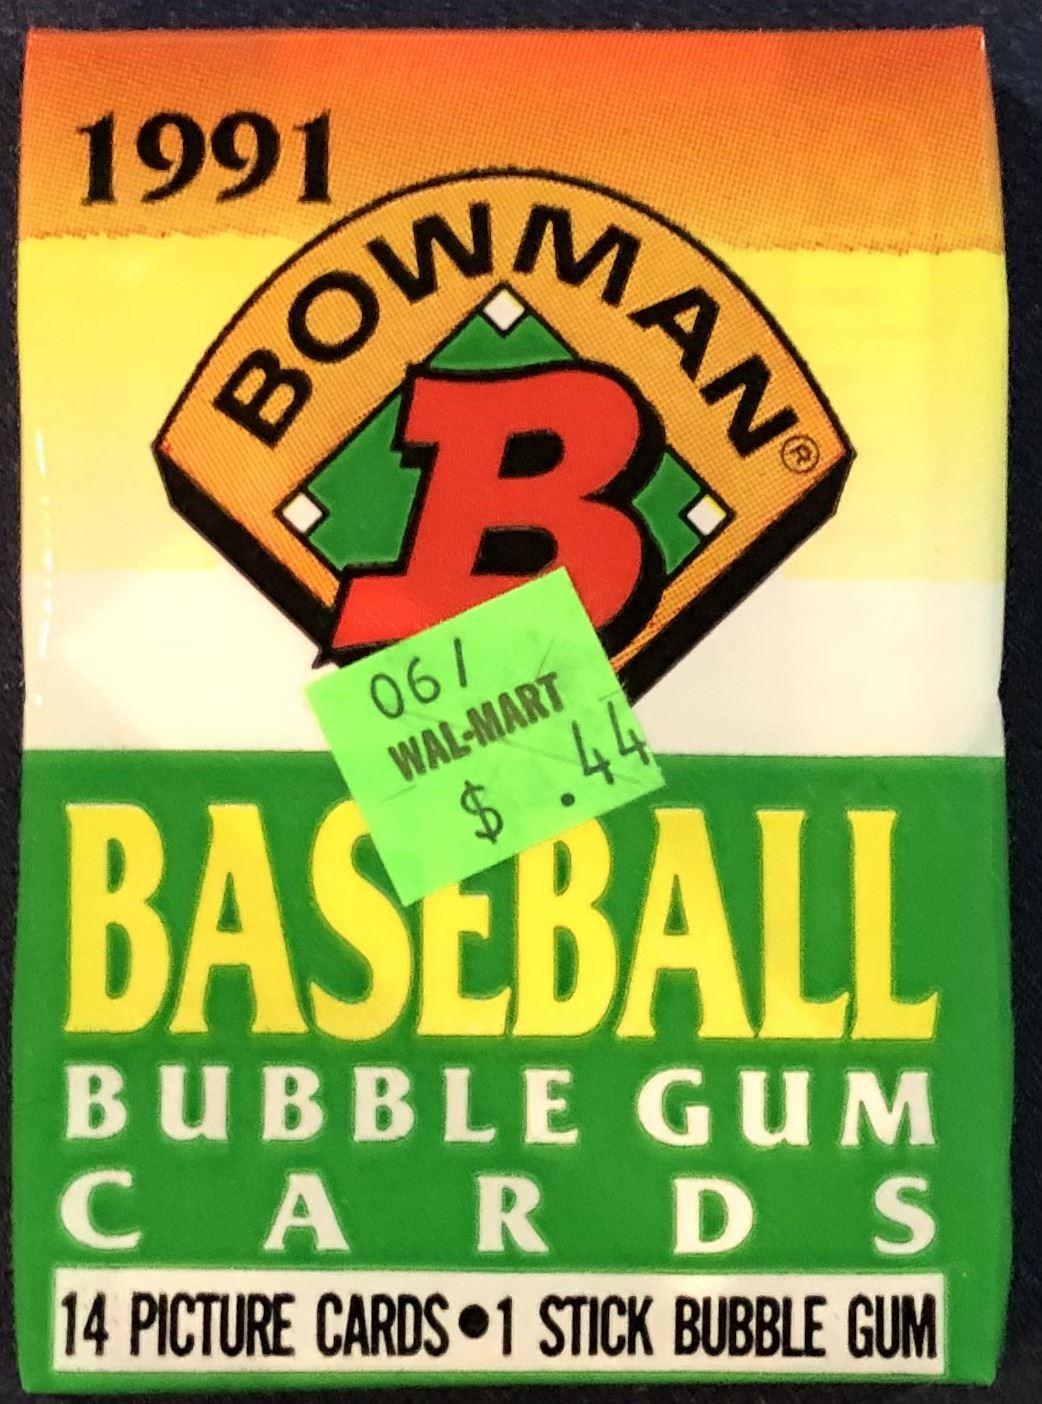 1991
BOWMAN®
B
061
WAL-MART
$ .44
BASEBALL
BUBBLE GUM
CARDS
14 PICTURE CARDS•1 STICK BUBBLE GUM